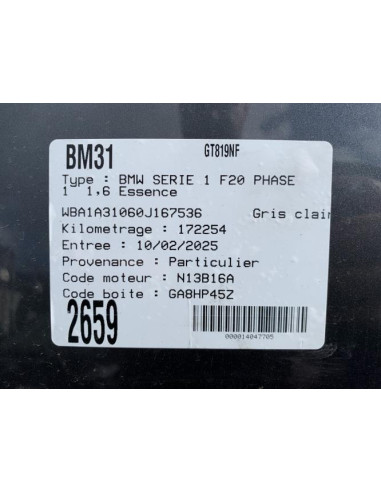 BM31 GT819NF
Type : BMW SERIE 1 F20 PHASE
1 1,6 Essence
WBA1A31060J167536 Gris clair
Kilometrage : 172254
Entree : 10/02/2025
Provenance : Particulier
Code moteur : N13B16A
Code boite : GA8HP45Z
2659
0000014047705